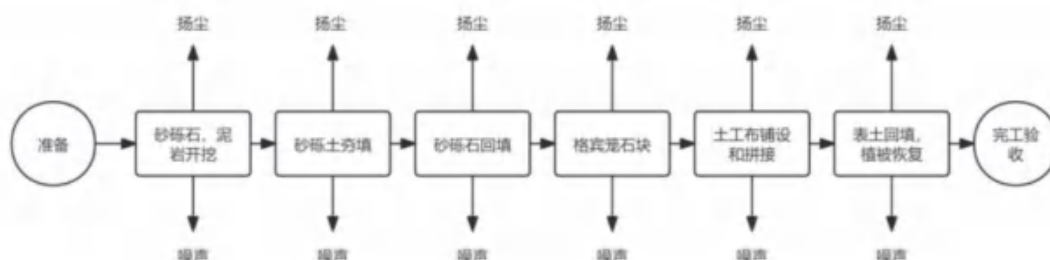 扬尘 扬尘 扬尘 扬尘 扬尘 扬尘
准备
砂砾石，泥
岩开挖
砂砾土夯填
砂砾石回填
格宾笼石块
土工布铺设
和拼接
表土回填，
植被恢复
完工验
收
噪声 噪声 噪声 噪声 噪声 噪声